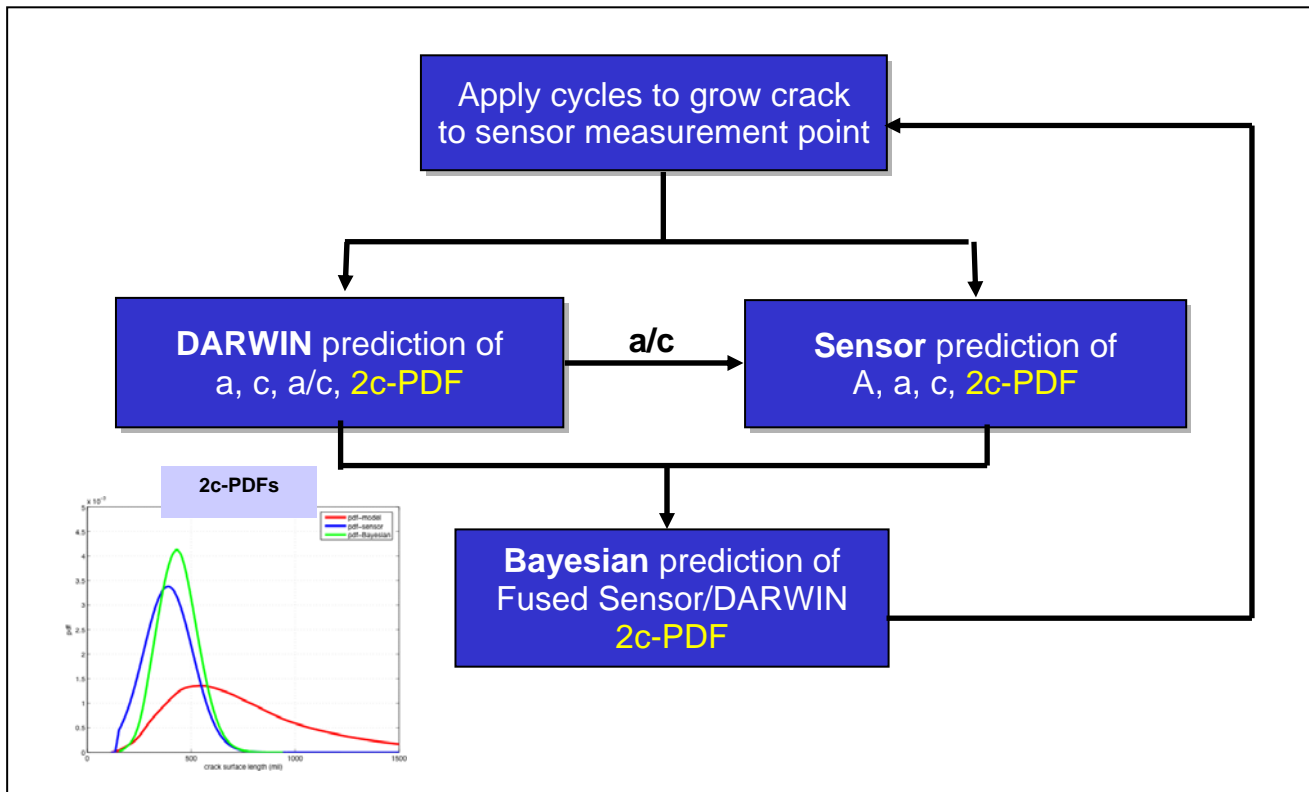 Apply cycles to grow crack
to sensor measurement point
DARWIN prediction of
a, c, a/c, 2c-PDF
a/c
Sensor prediction of
A, a, c, 2c-PDF
Bayesian prediction of
Fused Sensor/DARWIN
2c-PDF
2c-PDFs
x 10⁻³
5
4.5
4
3.5
3
2.5
2
1.5
1
0.5
0
pdf
pdf-model
pdf-sensor
pdf-Bayesian
0
500
1000
1500
crack surface length (mil)